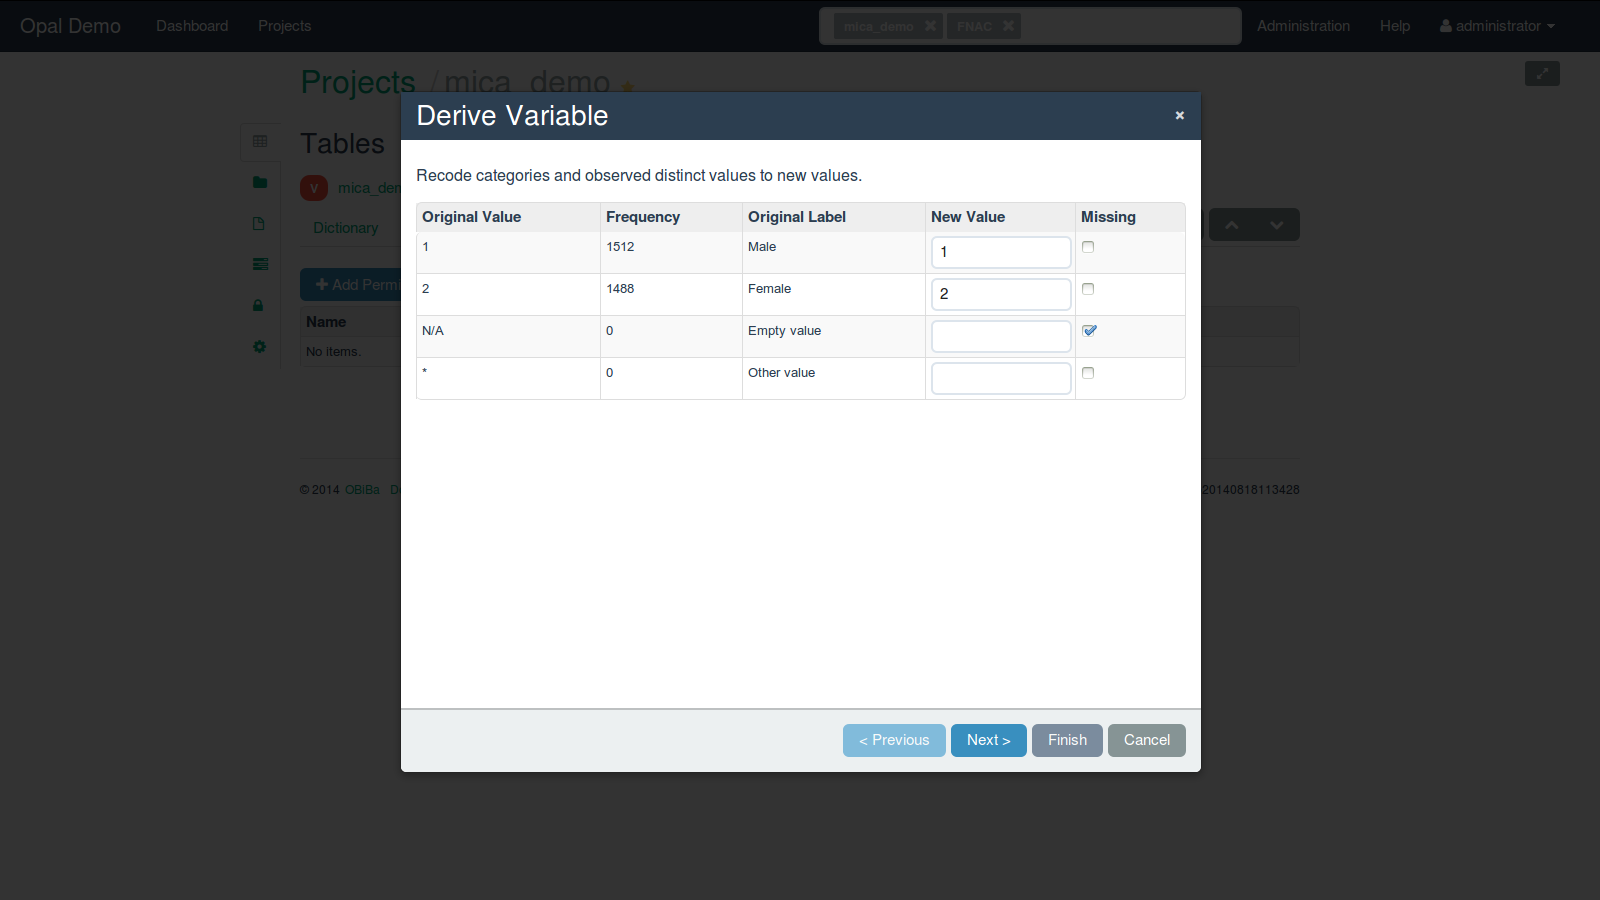 Opal Demo Dashboard Projects mica_demo FNAC Administration Help administrator
Projects / mica_demo
Derive Variable
Tables
Recode categories and observed distinct values to new values.
V mica_den
Original Value Frequency Original Label New Value Missing
Dictionary
1 1512 Male 1
2 1488 Female 2
Add Permi
Name
N/A 0 Empty value
No items.
* 0 Other value
© 2014 OBiBa D 20140818113428
< Previous Next > Finish Cancel